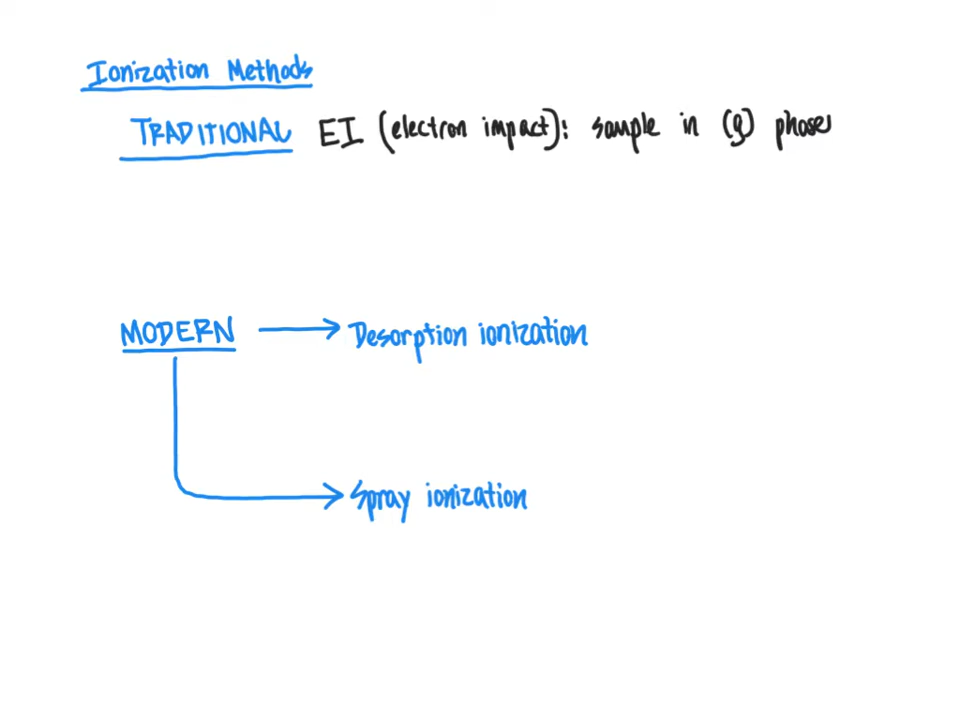 Ionization Methods
TRADITIONAL EI (electron impact): sample in (g) phase
MODERN → Desorption ionization
→ Spray ionization